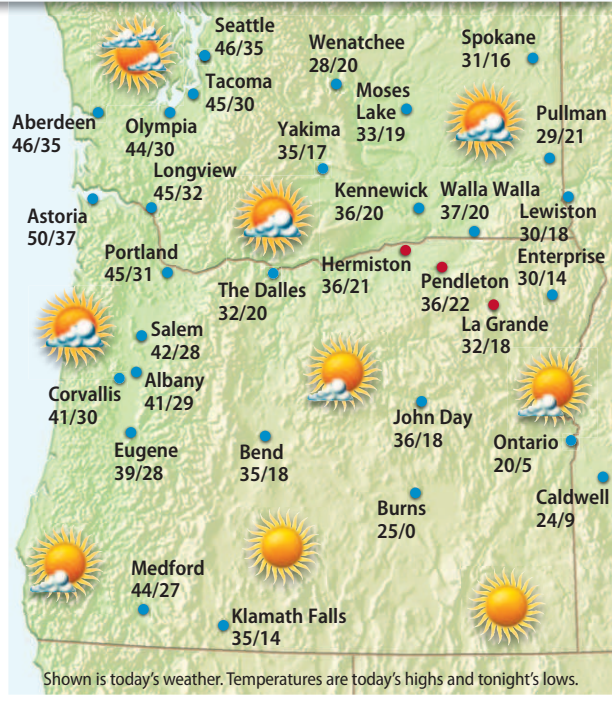 Seattle
46/35
Wenatchee
28/20
Spokane
31/16
Tacoma
45/30
Moses
Lake
33/19
Pullman
29/21
Aberdeen
46/35
Olympia
44/30
Yakima
35/17
Longview
45/32
Kennewick
36/20
Walla Walla
37/20
Lewiston
30/18
Astoria
50/37
Portland
45/31
The Dalles
32/20
Hermiston
36/21
Pendleton
36/22
Enterprise
30/14
La Grande
32/18
Salem
42/28
Albany
41/29
Corvallis
41/30
Eugene
39/28
Bend
35/18
John Day
36/18
Ontario
20/5
Caldwell
24/9
Burns
25/0
Medford
44/27
Klamath Falls
35/14
Shown is today's weather. Temperatures are today's highs and tonight's lows.